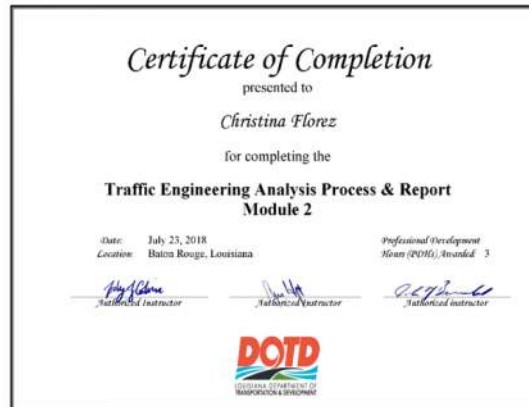 Certificate of Completion
presented to
Christina Florez
for completing the
Traffic Engineering Analysis Process & Report
Module 2
Date: July 23, 2018
Location: Baton Rouge, Louisiana
Professional Development
Hours (PDHs) Awarded 3
Authorized Instructor
Authorized Instructor
Authorized instructor
DOTD
LOUISIANA DEPARTMENT OF
TRANSPORTATION & DEVELOPMENT